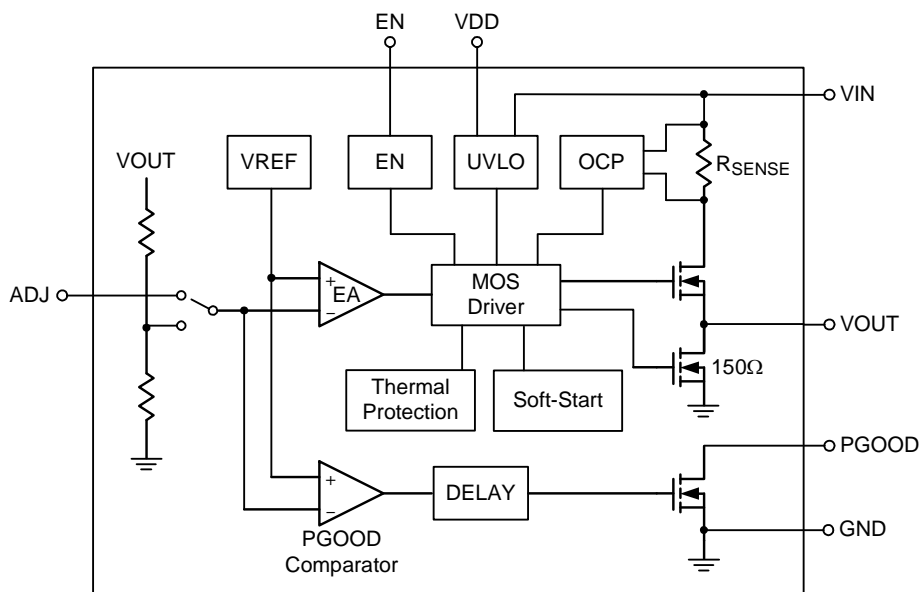 EN
VDD
VIN
VOUT
VREF
EN
UVLO
OCP
RSENSE
ADJ
+
EA
−
MOS
Driver
VOUT
150Ω
Thermal
Protection
Soft-Start
PGOOD
+
−
DELAY
PGOOD
Comparator
GND